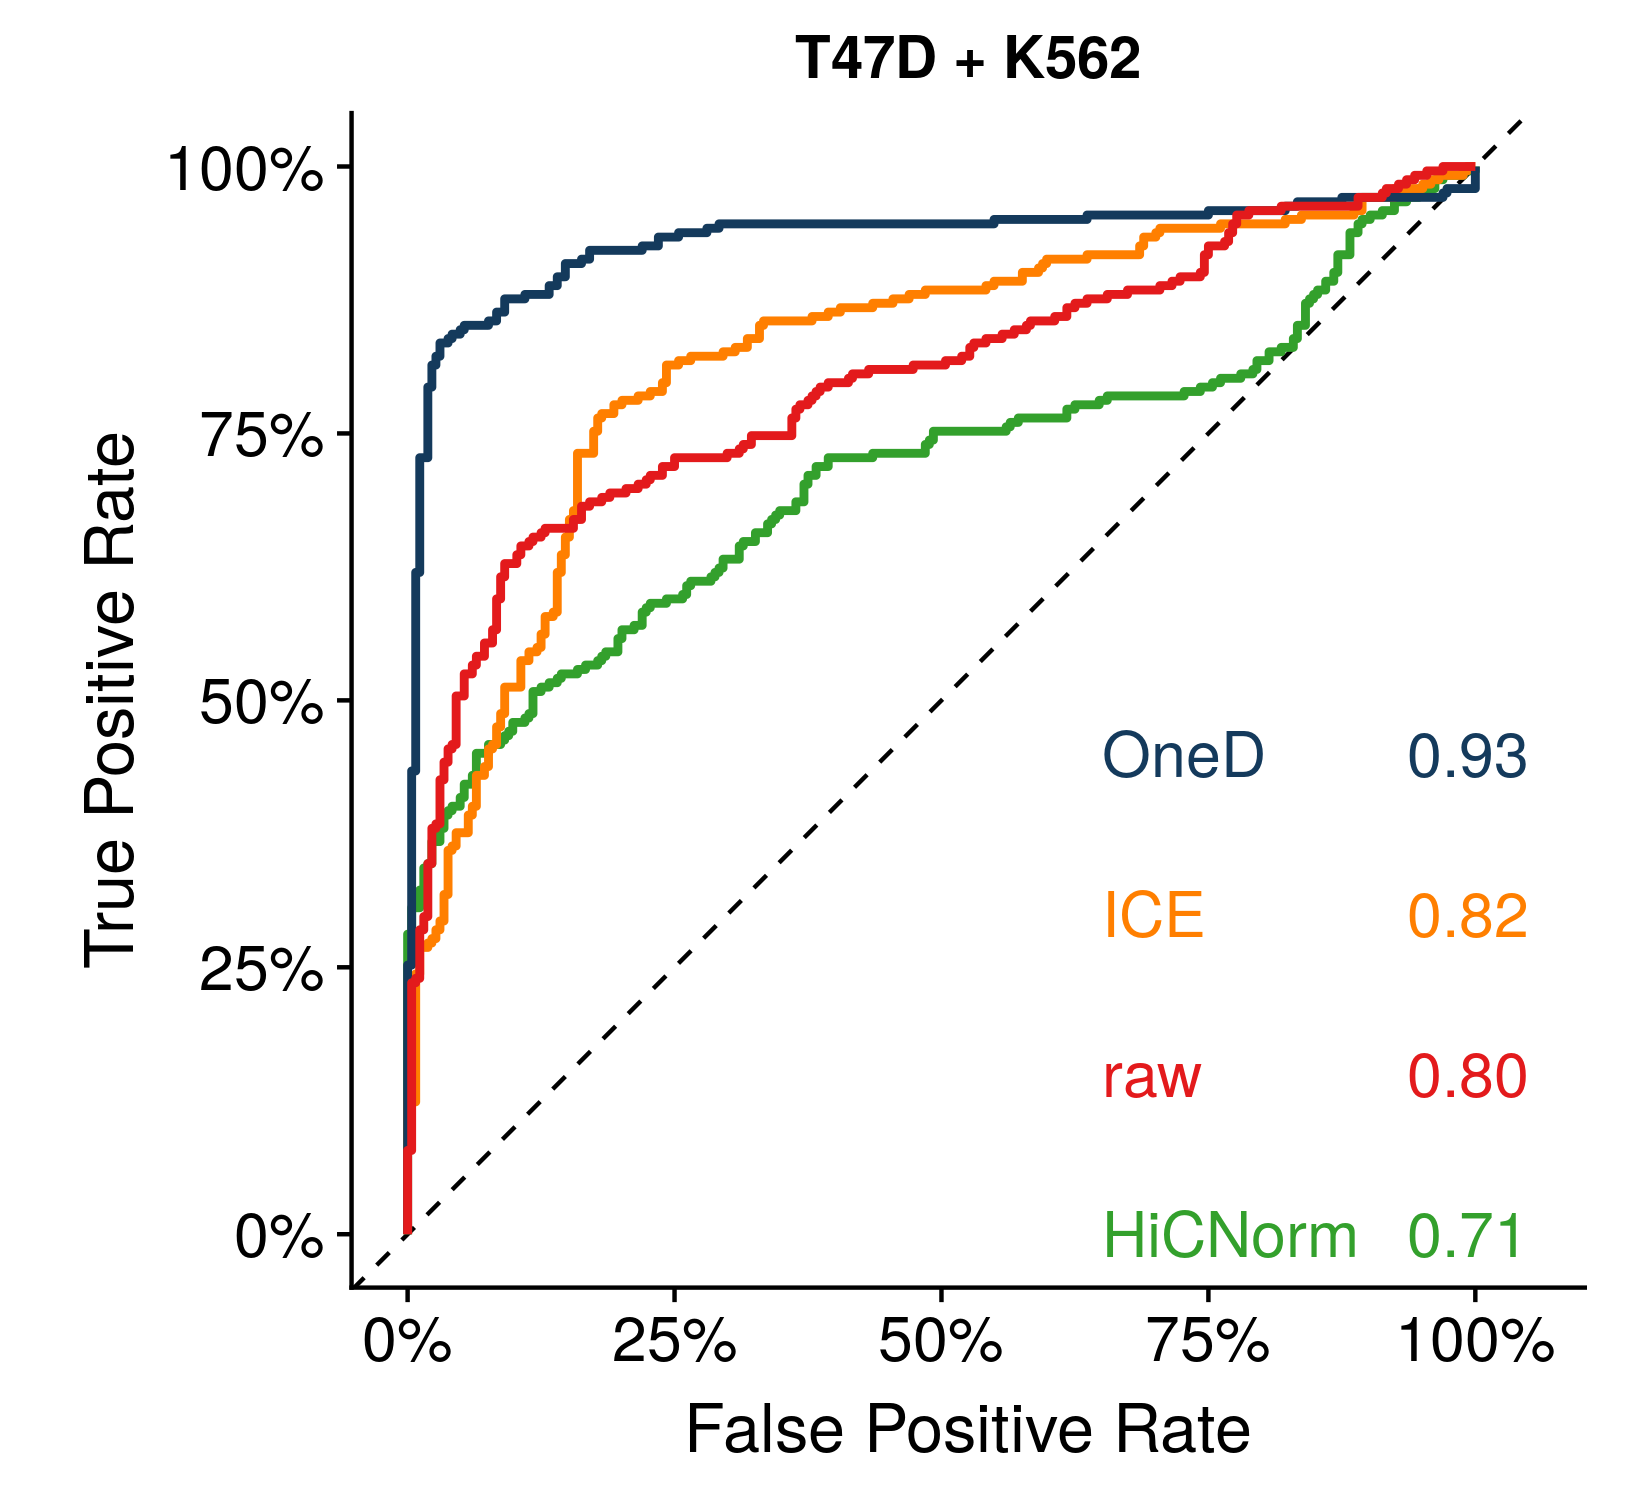 T47D + K562
100%
75%
50%
25%
0%
True Positive Rate
OneD 0.93
ICE 0.82
raw 0.80
HiCNorm 0.71
0% 25% 50% 75% 100%
False Positive Rate